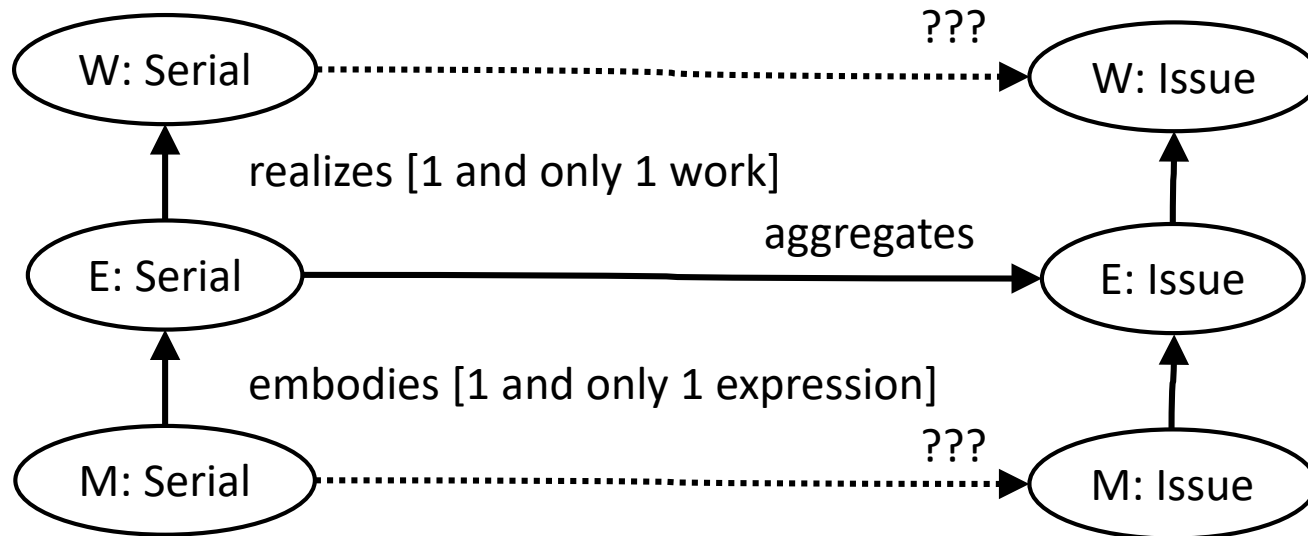 ???
W: Serial
W: Issue
realizes [1 and only 1 work]
aggregates
E: Serial
E: Issue
embodies [1 and only 1 expression]
???
M: Serial
M: Issue